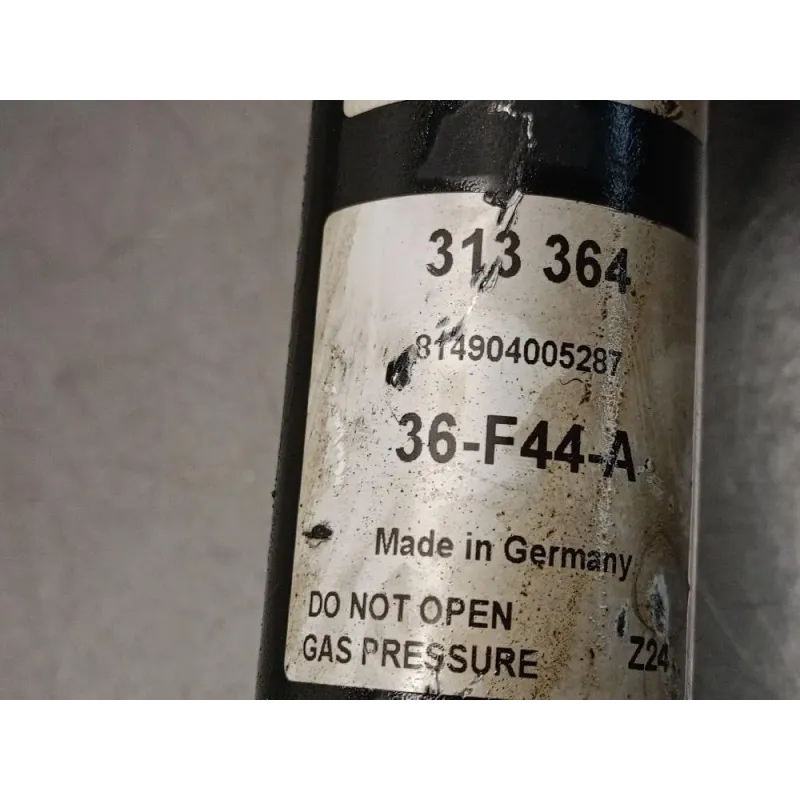 313 364
814904005287
36-F44-A
Made in Germany
DO NOT OPEN
GAS PRESSURE Z24